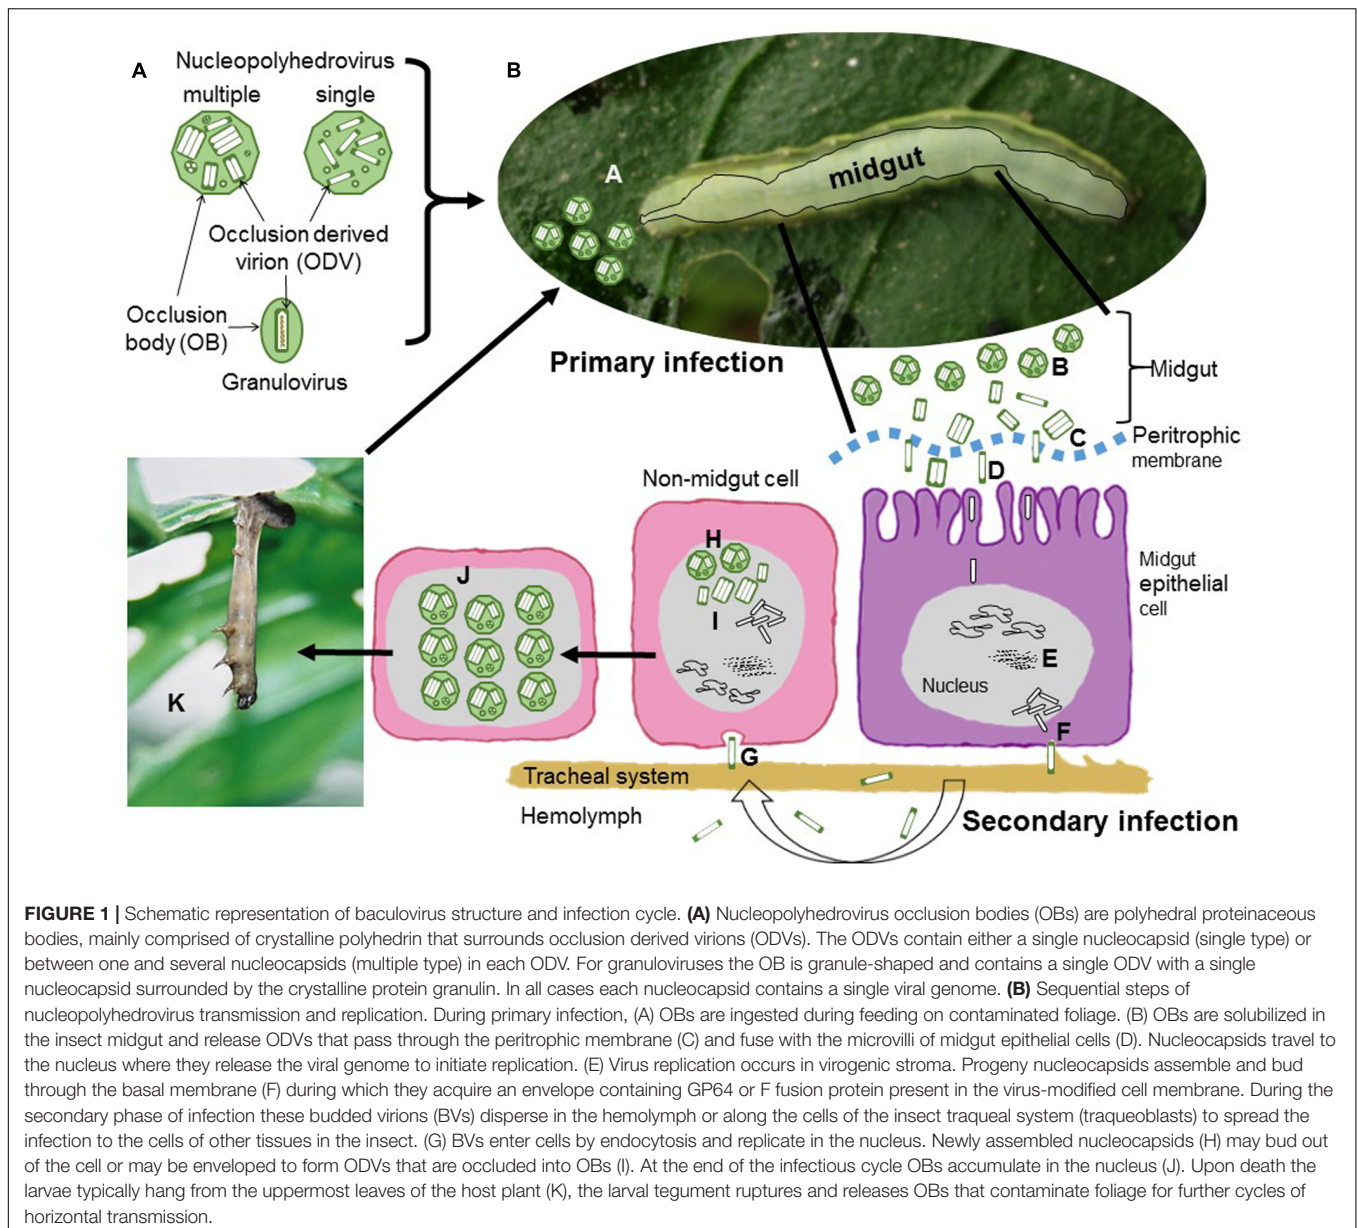 A
Nucleopolyhedrovirus
multiple
single
Occlusion derived
virion (ODV)
Occlusion
body (OB)
Granulovirus
B
A
midgut
Primary infection
B
Midgut
C
Peritrophic
membrane
D
Non-midgut cell
H
I
J
K
Midgut
epithelial
cell
E
Nucleus
F
G
Tracheal system
Hemolymph
Secondary infection
FIGURE 1 | Schematic representation of baculovirus structure and infection cycle. (A) Nucleopolyhedrovirus occlusion bodies (OBs) are polyhedral proteinaceous
bodies, mainly comprised of crystalline polyhedrin that surrounds occlusion derived virions (ODVs). The ODVs contain either a single nucleocapsid (single type) or
between one and several nucleocapsids (multiple type) in each ODV. For granuloviruses the OB is granule-shaped and contains a single ODV with a single
nucleocapsid surrounded by the crystalline protein granulin. In all cases each nucleocapsid contains a single viral genome. (B) Sequential steps of
nucleopolyhedrovirus transmission and replication. During primary infection, (A) OBs are ingested during feeding on contaminated foliage. (B) OBs are solubilized in
the insect midgut and release ODVs that pass through the peritrophic membrane (C) and fuse with the microvilli of midgut epithelial cells (D). Nucleocapsids travel to
the nucleus where they release the viral genome to initiate replication. (E) Virus replication occurs in virogenic stroma. Progeny nucleocapsids assemble and bud
through the basal membrane (F) during which they acquire an envelope containing GP64 or F fusion protein present in the virus-modified cell membrane. During the
secondary phase of infection these budded virions (BVs) disperse in the hemolymph or along the cells of the insect traqueal system (traqueoblasts) to spread the
infection to the cells of other tissues in the insect. (G) BVs enter cells by endocytosis and replicate in the nucleus. Newly assembled nucleocapsids (H) may bud out
of the cell or may be enveloped to form ODVs that are occluded into OBs (I). At the end of the infectious cycle OBs accumulate in the nucleus (J). Upon death the
larvae typically hang from the uppermost leaves of the host plant (K), the larval tegument ruptures and releases OBs that contaminate foliage for further cycles of
horizontal transmission.